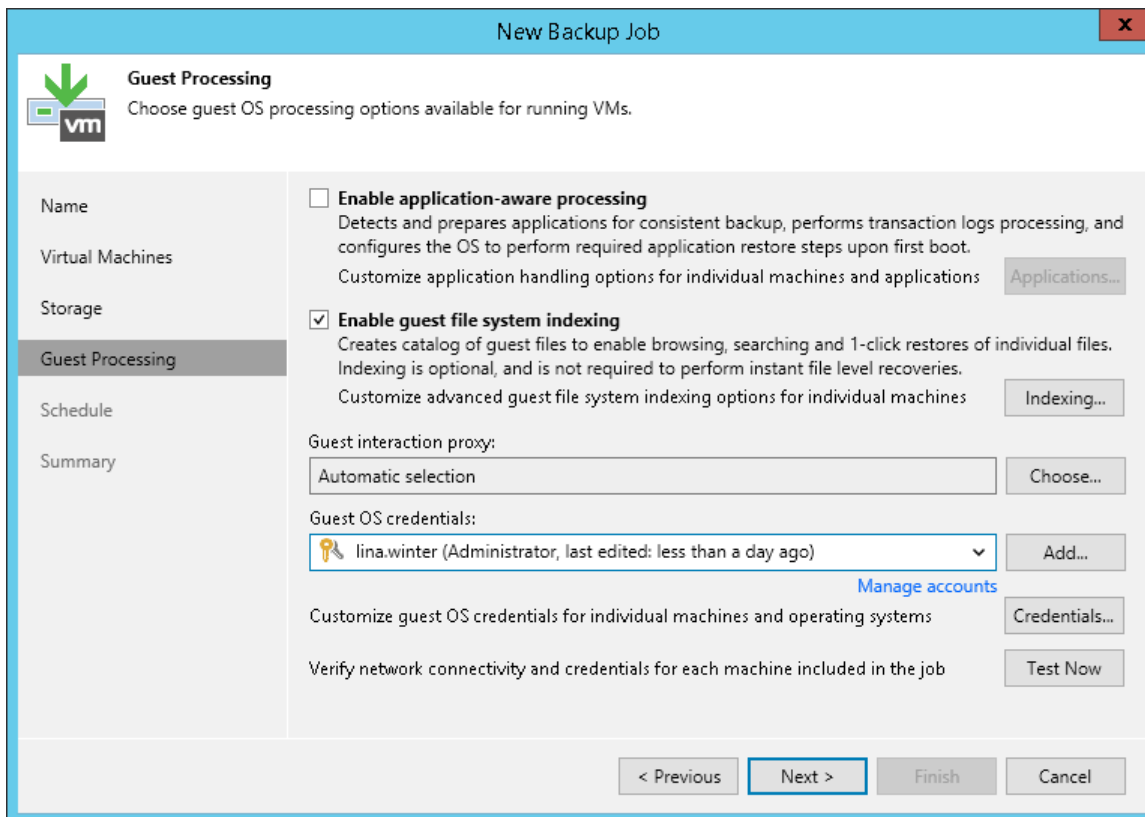 New Backup Job
x
Guest Processing
Choose guest OS processing options available for running VMs.
vm
Name
Virtual Machines
Storage
Guest Processing
Schedule
Summary
Enable application-aware processing
Detects and prepares applications for consistent backup, performs transaction logs processing, and
configures the OS to perform required application restore steps upon first boot.
Customize application handling options for individual machines and applications
Applications...
Enable guest file system indexing
Creates catalog of guest files to enable browsing, searching and 1-click restores of individual files.
Indexing is optional, and is not required to perform instant file level recoveries.
Customize advanced guest file system indexing options for individual machines
Indexing...
Guest interaction proxy:
Automatic selection
Choose...
Guest OS credentials:
lina.winter (Administrator, last edited: less than a day ago)
Add...
Manage accounts
Customize guest OS credentials for individual machines and operating systems
Credentials...
Verify network connectivity and credentials for each machine included in the job
Test Now
< Previous
Next >
Finish
Cancel